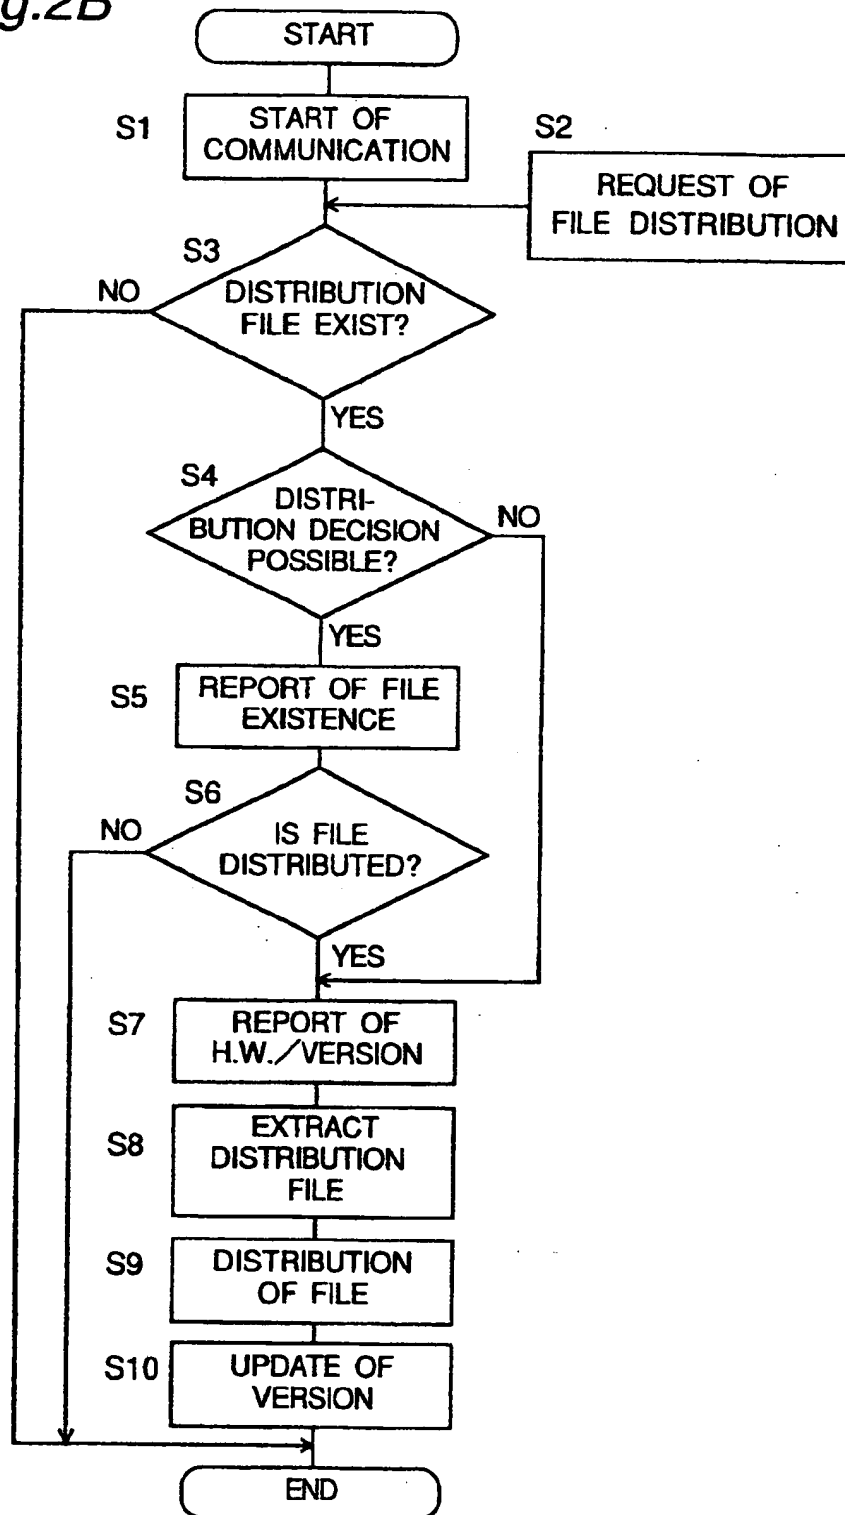 g.2B
START
S1
START OF
COMMUNICATION
S2
REQUEST OF
FILE DISTRIBUTION
S3
NO
DISTRIBUTION
FILE EXIST?
YES
S4
DISTRI-
BUTION DECISION
POSSIBLE?
NO
YES
S5
REPORT OF FILE
EXISTENCE
S6
NO
IS FILE
DISTRIBUTED?
YES
S7
REPORT OF
H.W./VERSION
S8
EXTRACT
DISTRIBUTION
FILE
S9
DISTRIBUTION
OF FILE
S10
UPDATE OF
VERSION
END